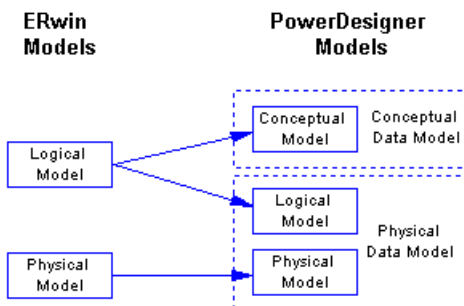 ERwin
Models
PowerDesigner
Models
Logical
Model
Physical
Model
Conceptual
Model
Conceptual
Data Model
Logical
Model
Physical
Model
Physical
Data Model